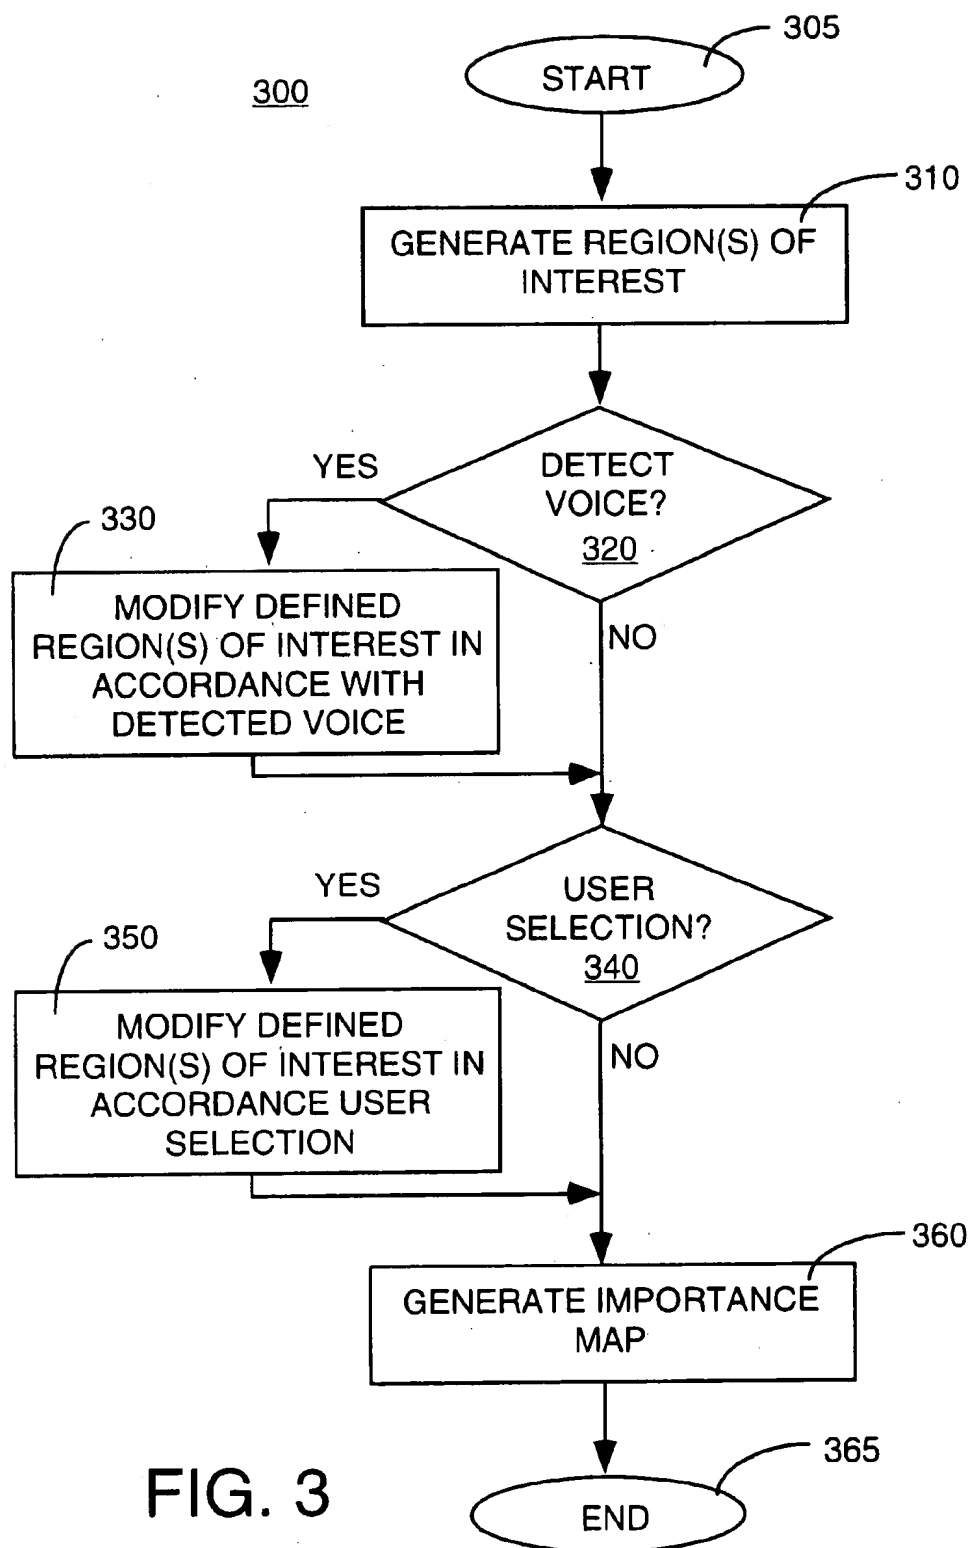 305
START
300
310
GENERATE REGION(S) OF
INTEREST
YES
DETECT
VOICE?
320
330
MODIFY DEFINED
REGION(S) OF INTEREST IN
ACCORDANCE WITH
DETECTED VOICE
NO
YES
USER
SELECTION?
340
350
MODIFY DEFINED
REGION(S) OF INTEREST IN
ACCORDANCE USER
SELECTION
NO
360
GENERATE IMPORTANCE
MAP
365
END
FIG. 3